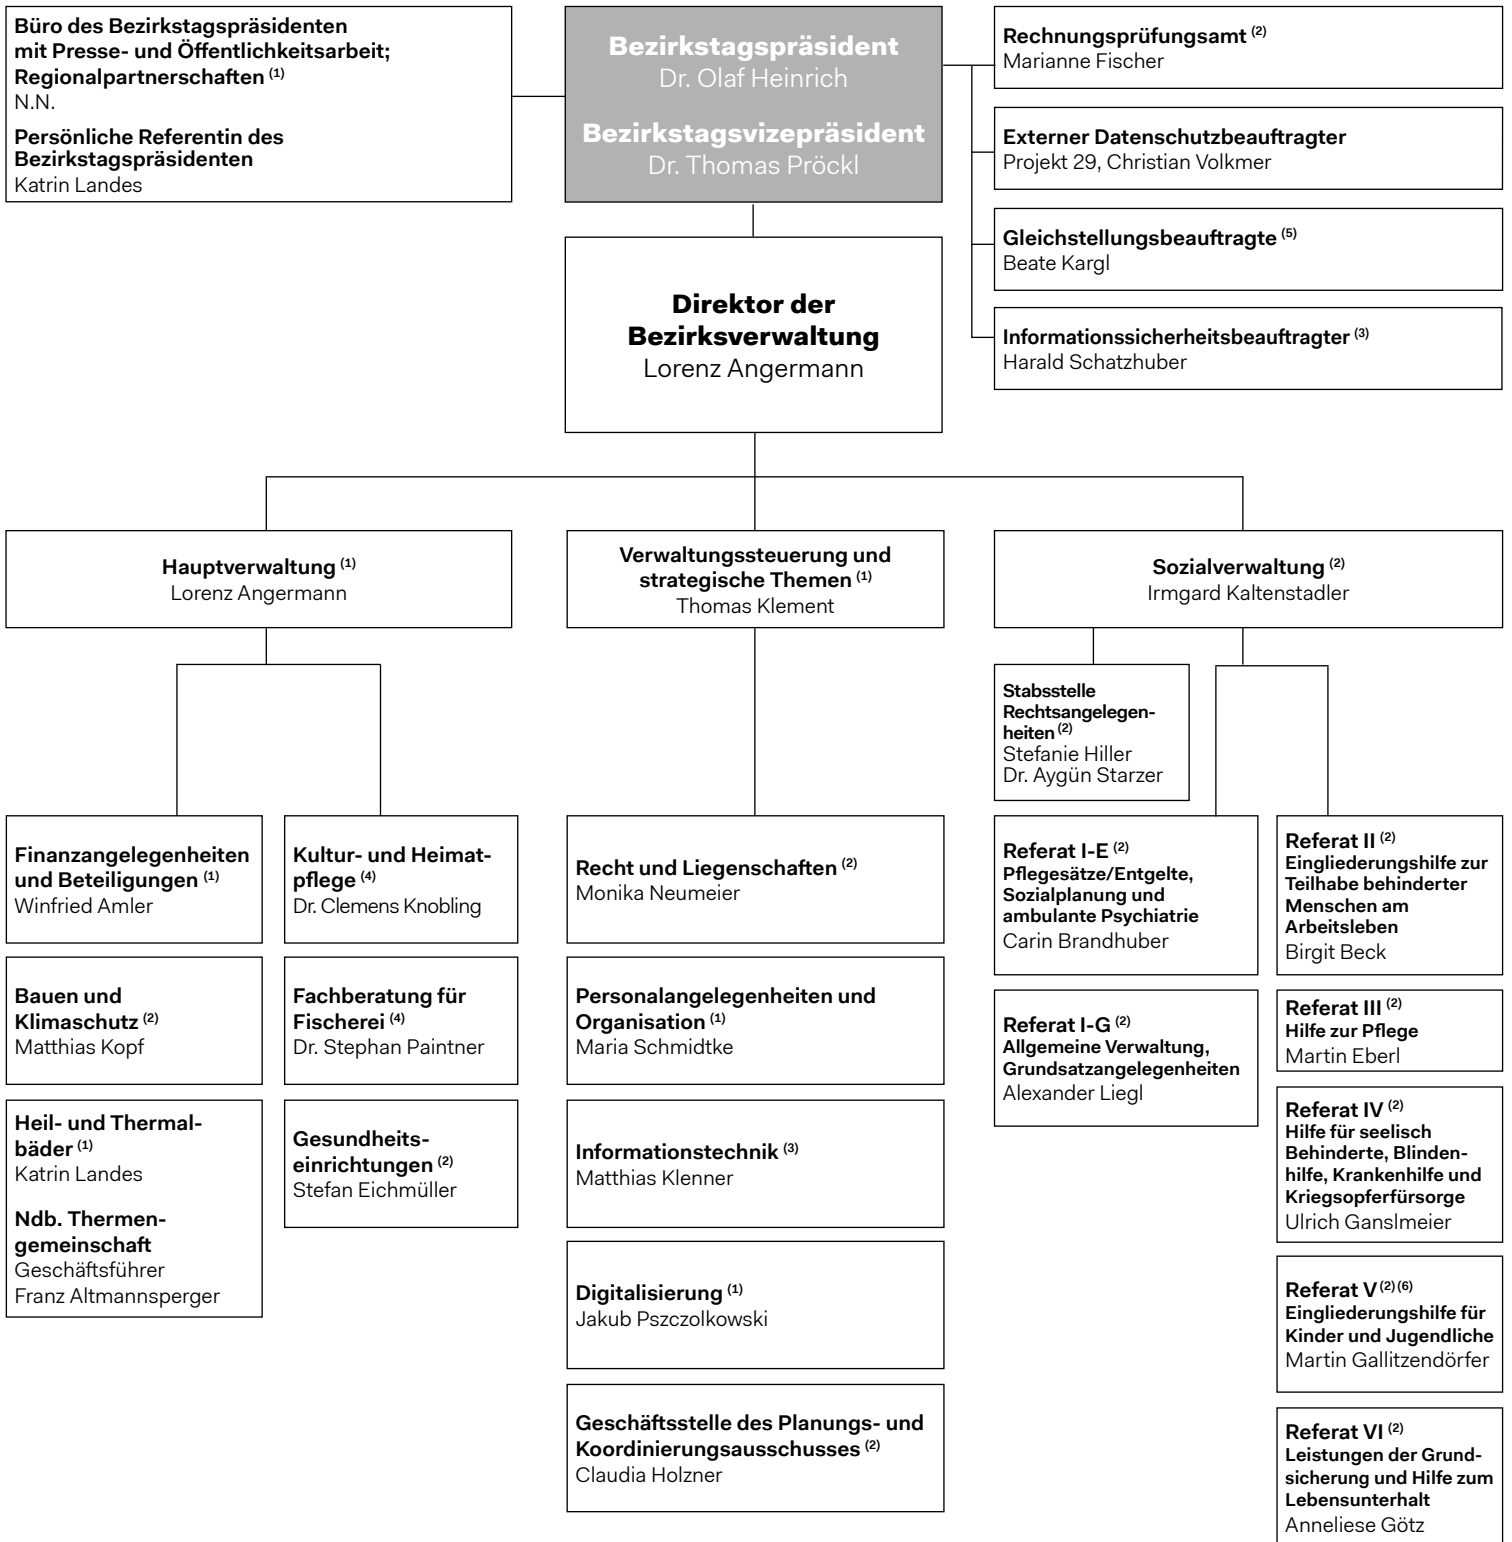 Büro des Bezirkstagspräsidenten
mit Presse- und Öffentlichkeitsarbeit;
Regionalpartnerschaften (1)
N.N.
Persönliche Referentin des
Bezirkstagspräsidenten
Katrin Landes
Bezirkstagspräsident
Dr. Olaf Heinrich
Bezirkstagsvizepräsident
Dr. Thomas Pröckl
Rechnungsprüfungsamt (2)
Marianne Fischer
Externer Datenschutzbeauftragter
Projekt 29, Christian Volkmer
Gleichstellungsbeauftragte (5)
Beate Kargl
Informationssicherheitsbeauftragter (3)
Harald Schatzhuber
Direktor der
Bezirksverwaltung
Lorenz Angermann
Hauptverwaltung (1)
Lorenz Angermann
Verwaltungssteuerung und
strategische Themen (1)
Thomas Klement
Sozialverwaltung (2)
Irmgard Kaltenstadler
Stabsstelle
Rechtsangelegen-
heiten (2)
Stefanie Hiller
Dr. Aygün Starzer
Finanzangelegenheiten
und Beteiligungen (1)
Winfried Amler
Bauen und
Klimaschutz (2)
Matthias Kopf
Heil- und Thermal-
bäder (1)
Katrin Landes
Ndb. Thermen-
gemeinschaft
Geschäftsführer
Franz Altmannsperger
Kultur- und Heimat-
pflege (4)
Dr. Clemens Knobling
Fachberatung für
Fischerei (4)
Dr. Stephan Paintner
Gesundheits-
einrichtungen (2)
Stefan Eichmüller
Recht und Liegenschaften (2)
Monika Neumeier
Personalangelegenheiten und
Organisation (1)
Maria Schmidtke
Informationstechnik (3)
Matthias Klenner
Digitalisierung (1)
Jakub Pszczolkowski
Geschäftsstelle des Planungs- und
Koordinierungsausschusses (2)
Claudia Holzner
Referat I-E (2)
Pflegesätze/Entgelte,
Sozialplanung und
ambulante Psychiatrie
Carin Brandhuber
Referat I-G (2)
Allgemeine Verwaltung,
Grundsatzangelegenheiten
Alexander Liegl
Referat II (2)
Eingliederungshilfe zur
Teilhabe behinderter
Menschen am
Arbeitsleben
Birgit Beck
Referat III (2)
Hilfe zur Pflege
Martin Eberl
Referat IV (2)
Hilfe für seelisch
Behinderte, Blinden-
hilfe, Krankenhilfe und
Kriegsopferfürsorge
Ulrich Ganslmeier
Referat V (2) (6)
Eingliederungshilfe für
Kinder und Jugendliche
Martin Gallitzendörfer
Referat VI (2)
Leistungen der Grund-
sicherung und Hilfe zum
Lebensunterhalt
Anneliese Götz